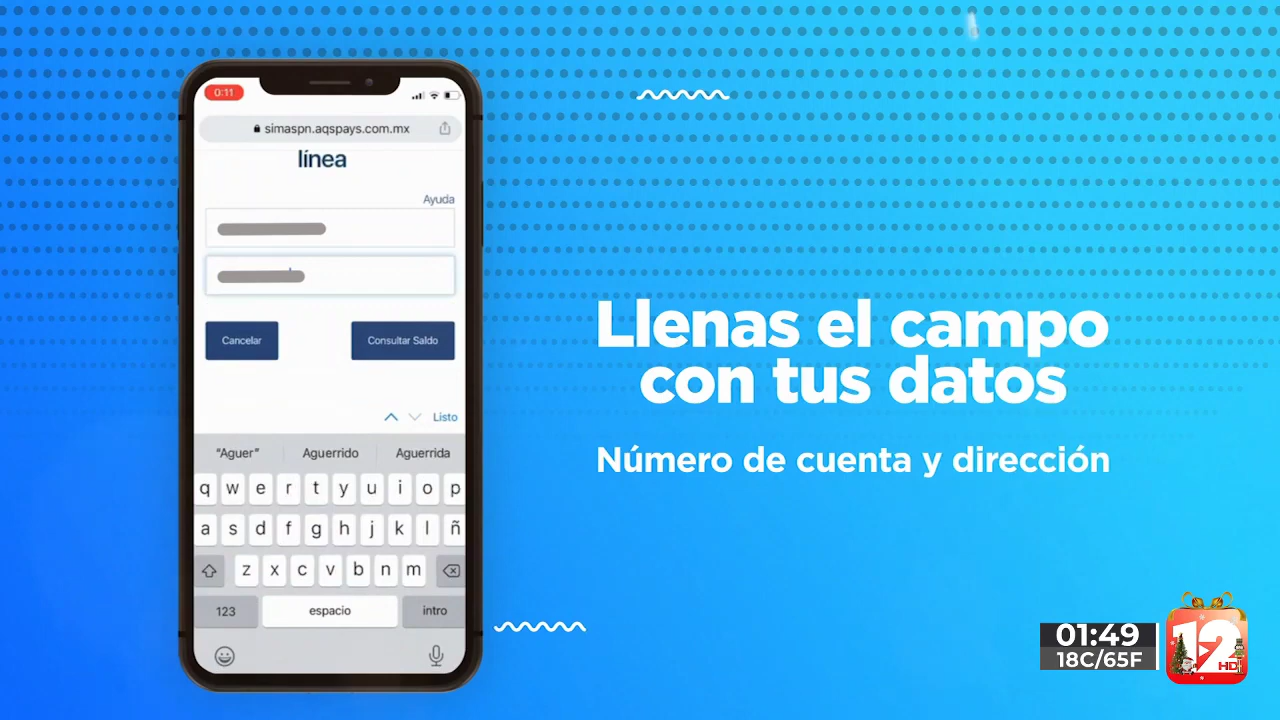 0:11
simaspn.aqspays.com.mx
línea
Ayuda
Cancelar
Consultar Saldo
Listo
“Aguer”
Aguerrido
Aguerrida
q w e r t y u i o p
a s d f g h j k l ñ
z x c v b n m
123
espacio
intro
Llenas el campo
con tus datos
Número de cuenta y dirección
01:49
18C/65F
12
HD